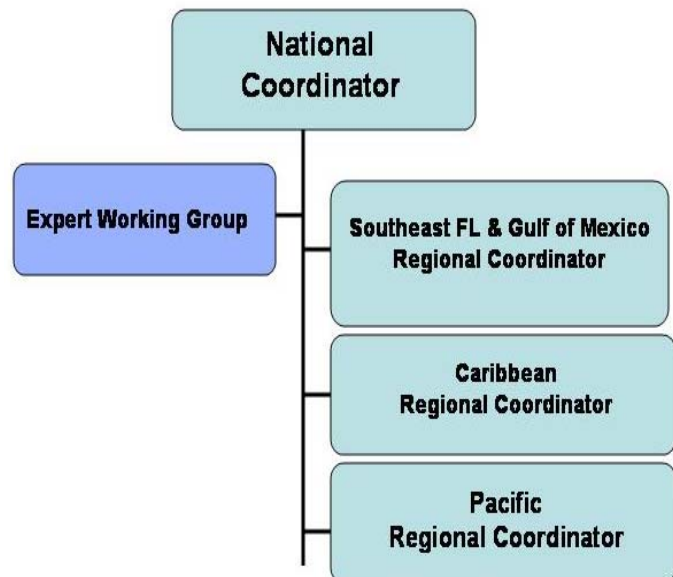 National
Coordinator
Expert Working Group
Southeast FL & Gulf of Mexico
Regional Coordinator
Caribbean
Regional Coordinator
Pacific
Regional Coordinator